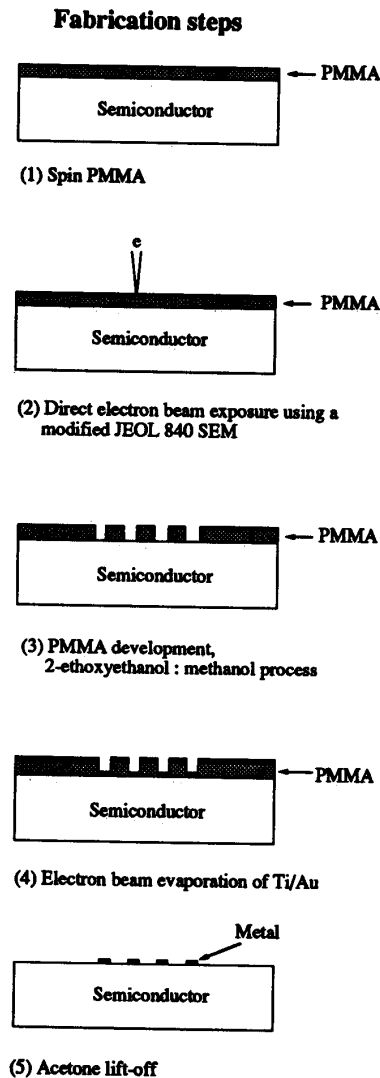 Fabrication steps
PMMA
Semiconductor
(1) Spin PMMA
e
PMMA
Semiconductor
(2) Direct electron beam exposure using a
modified JEOL 840 SEM
PMMA
Semiconductor
(3) PMMA development,
2-ethoxyethanol : methanol process
PMMA
Semiconductor
(4) Electron beam evaporation of Ti/Au
Metal
Semiconductor
(5) Acetone lift-off